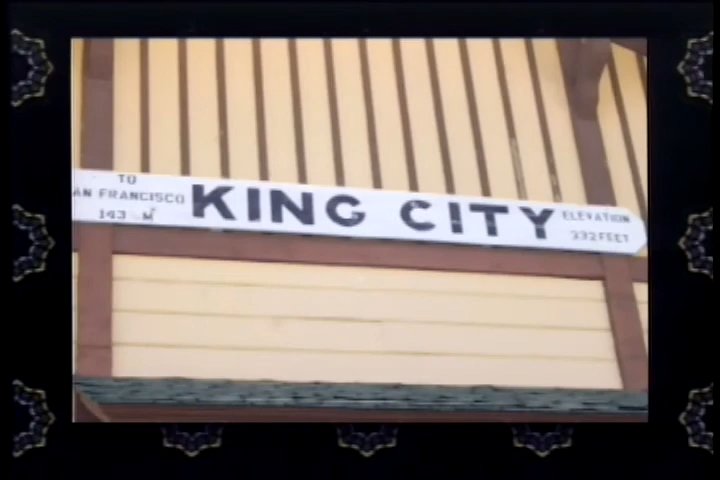 TO
AN FRANCISCO
143 M
KING CITY
ELEVATION
332 FEET